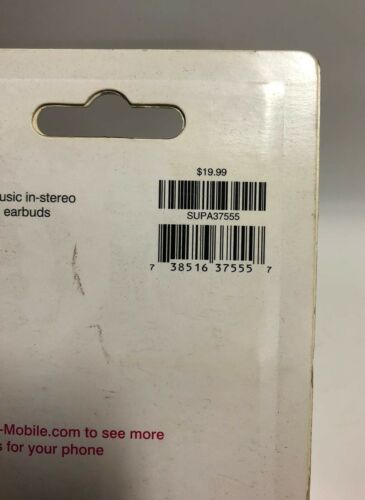 $19.99
SUPA37555
7 38516 37555 7
usic in-stereo
earbuds
-Mobile.com to see more
s for your phone